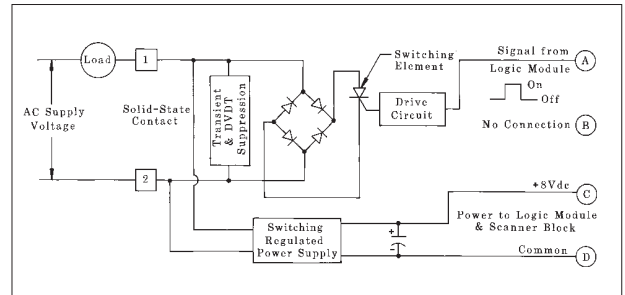 Load
1
AC Supply
Voltage
Solid-State
Contact
2
Transient
& DVDT
Suppression
Switching
Element
Drive
Circuit
Signal from
Logic Module
On
Off
A
No Connection
B
+8Vdc
C
Power to Logic Module
& Scanner Block
Common
D
Switching
Regulated
Power Supply
+
-